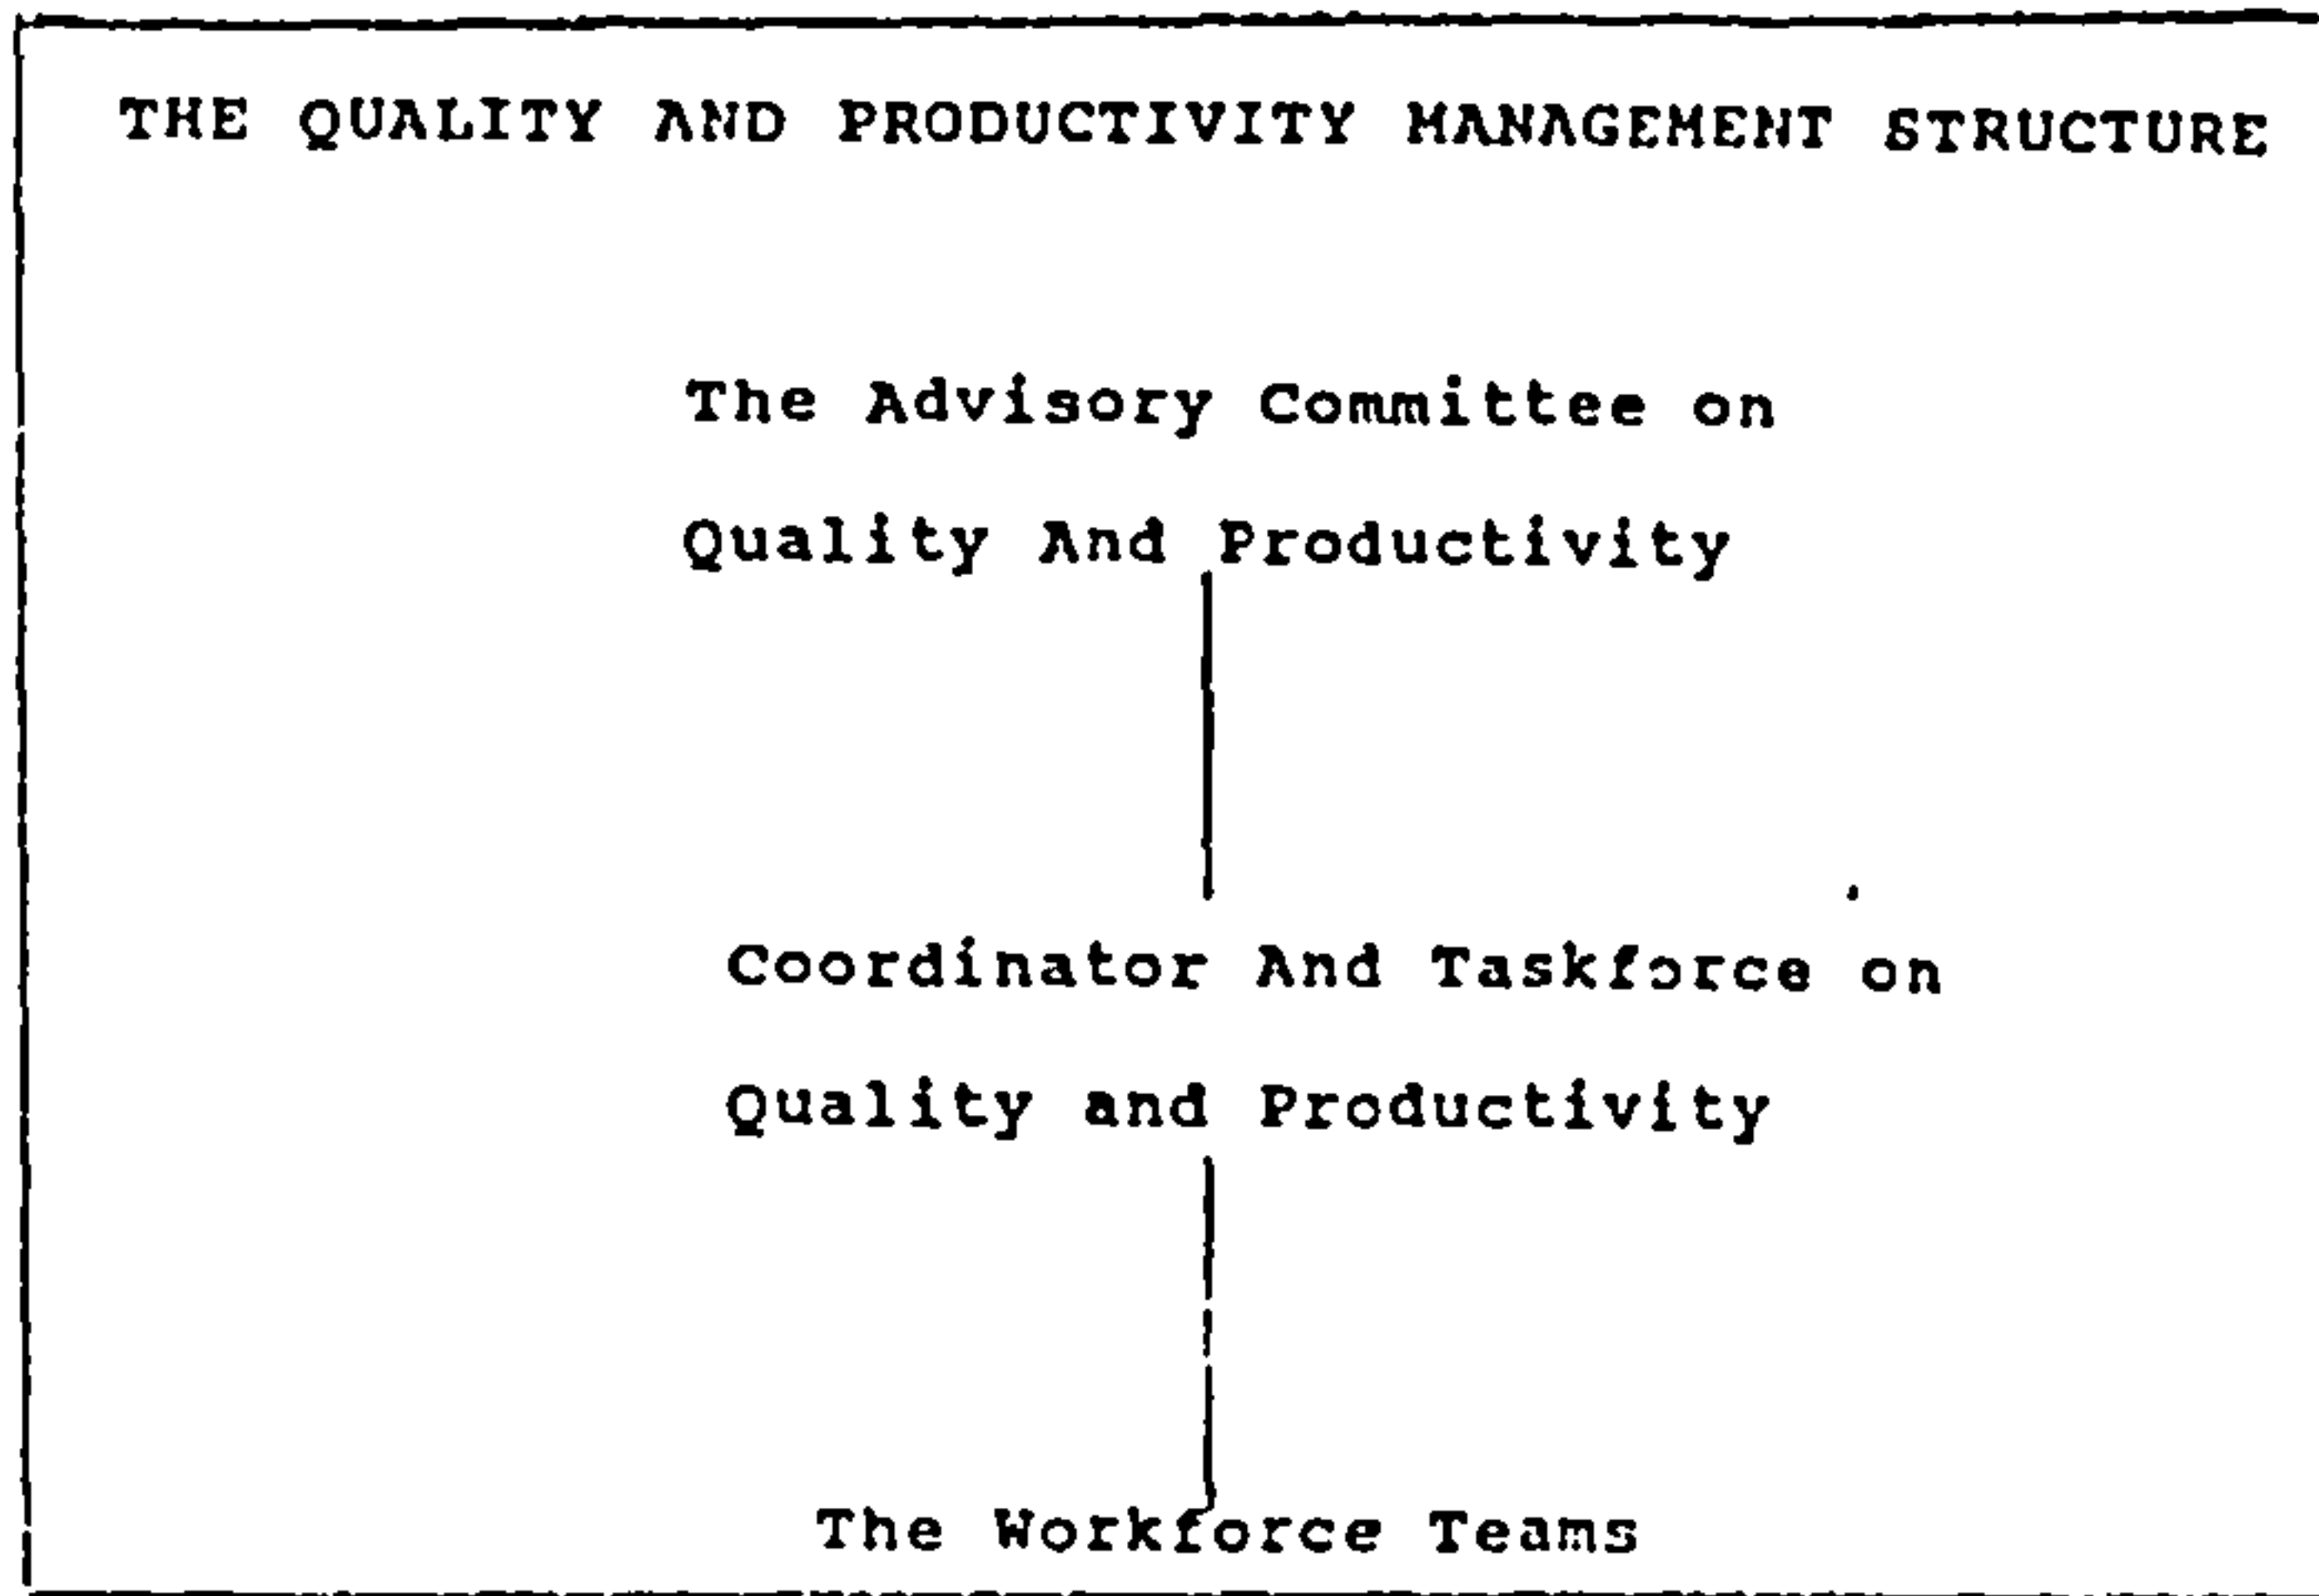 THE QUALITY AND PRODUCTIVITY MANAGEMENT STRUCTURE
The Advisory Committee on
Quality And Productivity
Coordinator And Taskforce on
Quality and Productivity
The Workforce Teams